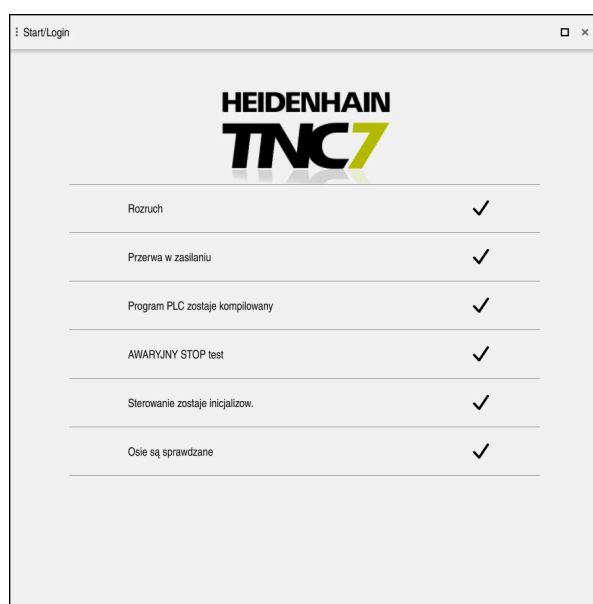 Start/Login
HEIDENHAIN
TNC7
Rozruch
Przerwa w zasilaniu
Program PLC zostaje kompilowany
AWARYJNY STOP test
Sterowanie zostaje inicjalizow.
Osie są sprawdzane